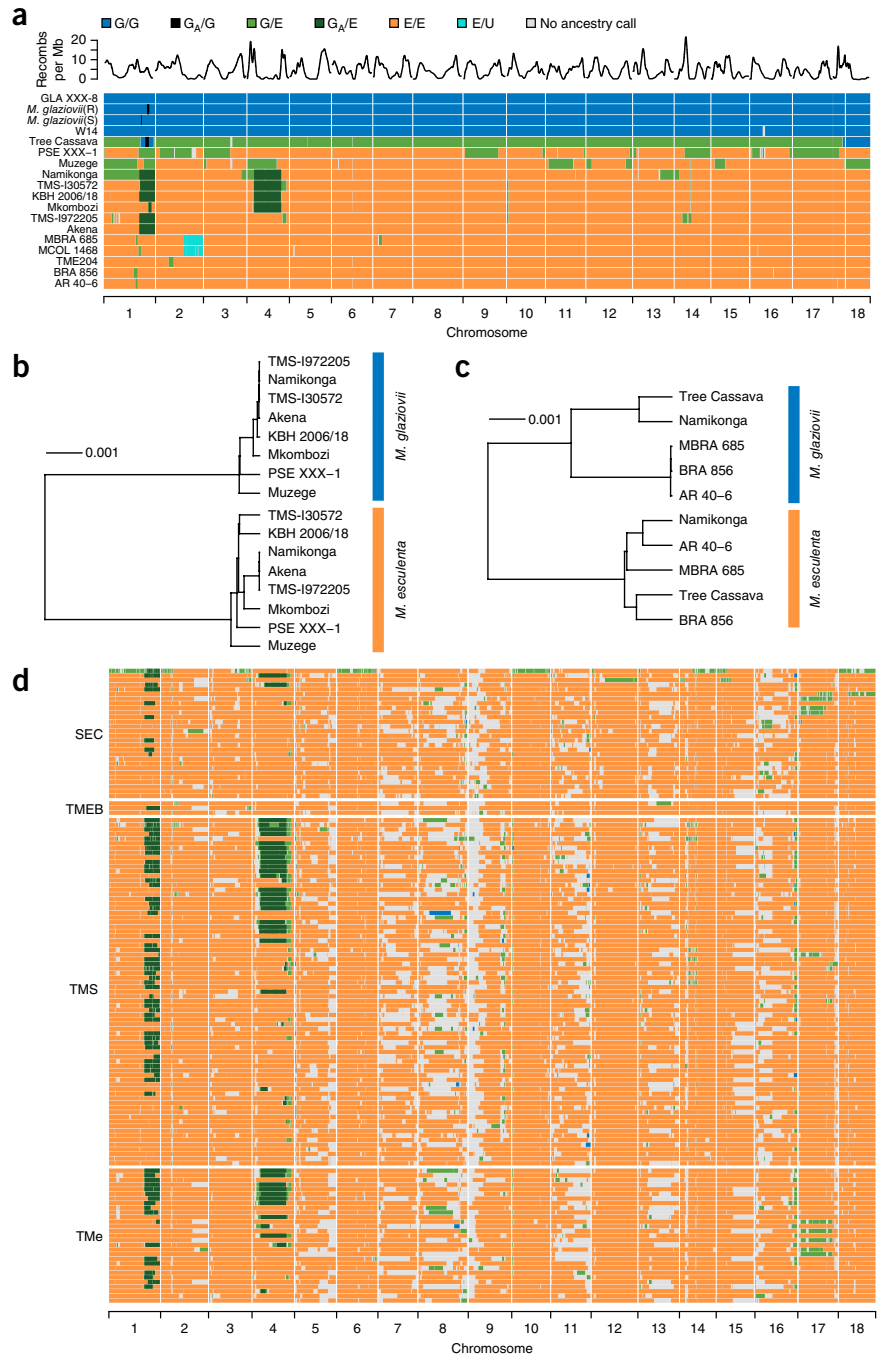 a
G/G GA/G G/E GA/E E/E E/U No ancestry call
Recombs
per Mb
20
10
0
GLA XXX-8
M. glaziovii(R)
M. glaziovii(S)
W14
Tree Cassava
PSE XXX-1
Muzege
Namikonga
TMS-I30572
KBH 2006/18
Mkombozi
TMS-I972205
Akena
MBRA 685
MCOL 1468
TME204
BRA 856
AR 40-6
1 2 3 4 5 6 7 8 9 10 11 12 13 14 15 16 17 18
Chromosome
b
0.001
TMS-I972205
Namikonga
TMS-I30572
Akena
KBH 2006/18
Mkombozi
PSE XXX-1
Muzege
M. glaziovii
TMS-I30572
KBH 2006/18
Namikonga
Akena
TMS-I972205
Mkombozi
PSE XXX-1
Muzege
M. esculenta
c
0.001
Tree Cassava
Namikonga
MBRA 685
BRA 856
AR 40-6
M. glaziovii
Namikonga
AR 40-6
MBRA 685
Tree Cassava
BRA 856
M. esculenta
d
SEC
TMEB
TMS
TMe
1 2 3 4 5 6 7 8 9 10 11 12 13 14 15 16 17 18
Chromosome